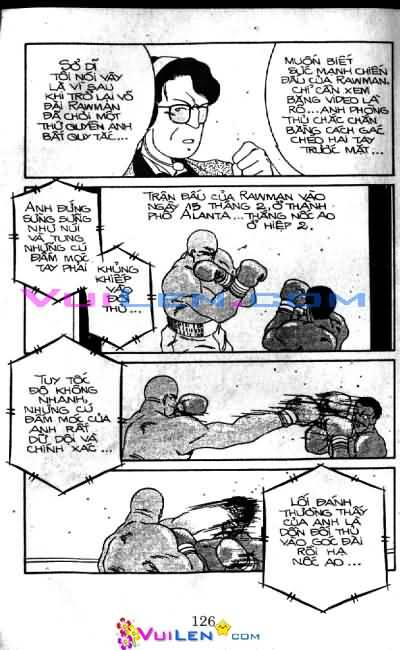 SỞ DĨ
TÔI NÓI VẬY
LÀ VÌ SAU
KHI TRỞ LẠI VÕ
ĐÀI RAWMAN
ĐÃ CHƠI MỘT
THỨ QUYỀN ANH
BẤT QUY TẮC...
MUỐN BIẾT
SỨC MẠNH CHIẾN
ĐẤU CỦA RAWMAN,
CHỈ CẦN XEM
BĂNG VIDEO LÀ
RÕ...ANH PHÒNG
THỦ CHẮC CHẮN
BẰNG CÁCH GÁC
CHÉO HAI TAY
TRƯỚC MẶT...
TRẬN ĐẤU CỦA RAWMAN VÀO
NGÀY 15 THÁNG 2, Ở THÀNH
PHỐ ALANTA... THẮNG NỐC AO
Ở HIỆP 2.
ANH ĐỨNG
SỪNG SỮNG
NHƯ NÚI
VÀ TUNG
NHỮNG CÚ
ĐẤM MÓC
TAY PHẢI
KHỦNG
KHIẾP
VÀO
ĐỐI
THỦ...
VUILEN.COM
TUY TỐC
ĐỘ KHÔNG
NHANH,
NHƯNG CÚ
ĐẤM MÓC CỦA
ANH RẤT
DỮ DỘI VÀ
CHÍNH XÁC...
LỐI ĐÁNH
THƯỜNG THẤY
CỦA ANH LÀ
DỒN ĐỐI THỦ
VÀO GÓC ĐÀI
RỒI HẠ
NỐC AO...
126
VUILEN.COM